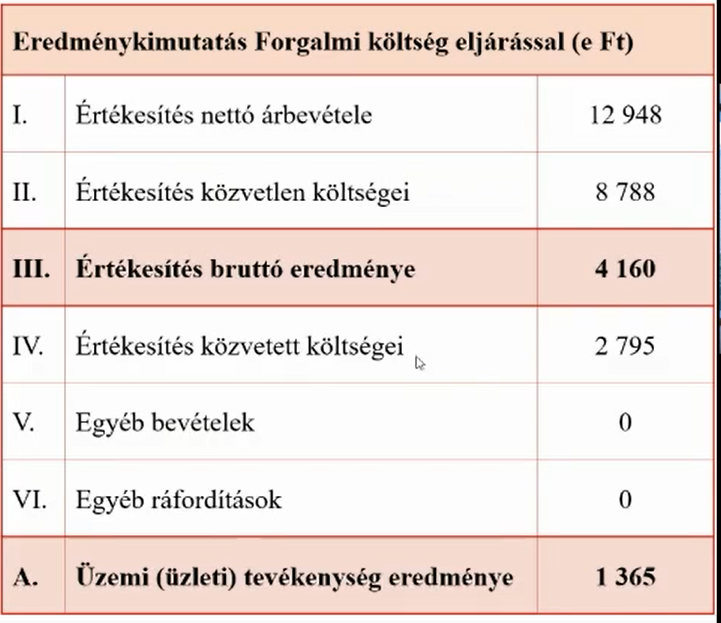 Eredménykimutatás Forgalmi költség eljárással (e Ft)
I. Értékesítés nettó árbevétele 12 948
II. Értékesítés közvetlen költségei 8 788
III. Értékesítés bruttó eredménye 4 160
IV. Értékesítés közvetett költségei 2 795
V. Egyéb bevételek 0
VI. Egyéb ráfordítások 0
A. Üzemi (üzleti) tevékenység eredménye 1 365